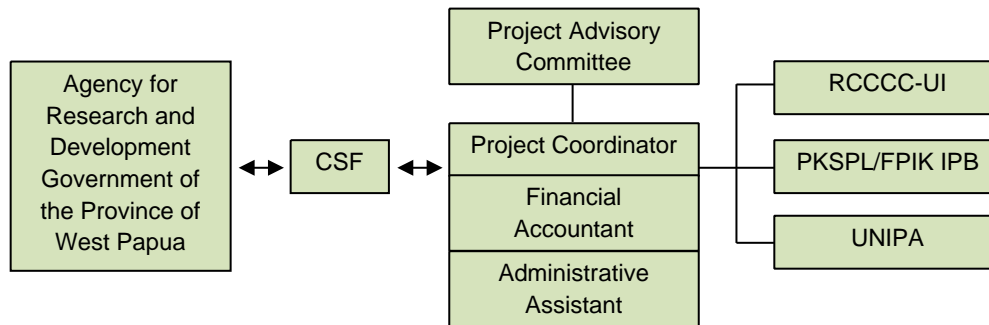 Project Advisory
Committee
Agency for
Research and
Development
Government of
the Province of
West Papua
CSF
Project Coordinator
Financial
Accountant
Administrative
Assistant
RCCCC-UI
PKSPL/FPIK IPB
UNIPA